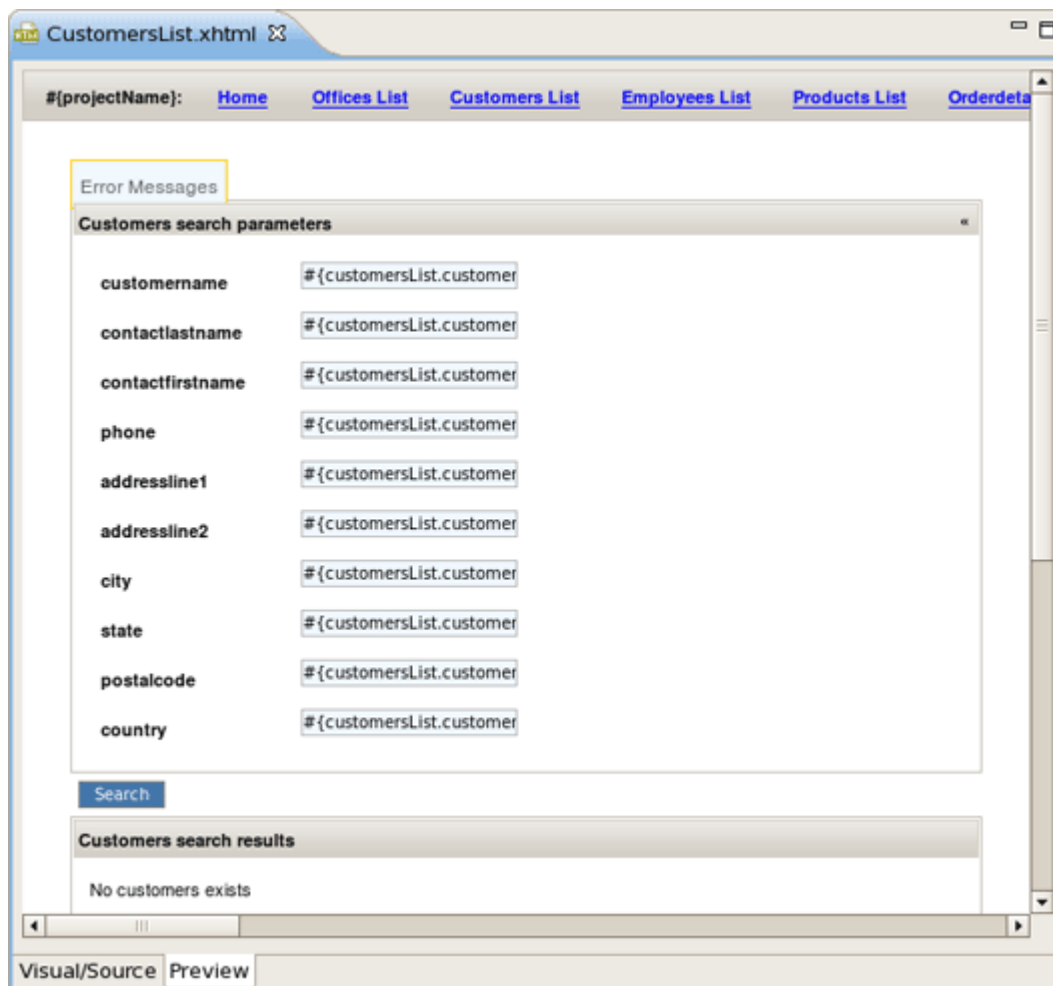 CustomersList.xhtml
#{projectName}: Home Offices List Customers List Employees List Products List Orderdeta
Error Messages
Customers search parameters «
customername #{customersList.customer
contactlastname #{customersList.customer
contactfirstname #{customersList.customer
phone #{customersList.customer
addressline1 #{customersList.customer
addressline2 #{customersList.customer
city #{customersList.customer
state #{customersList.customer
postalcode #{customersList.customer
country #{customersList.customer
Search
Customers search results
No customers exists
Visual/Source Preview